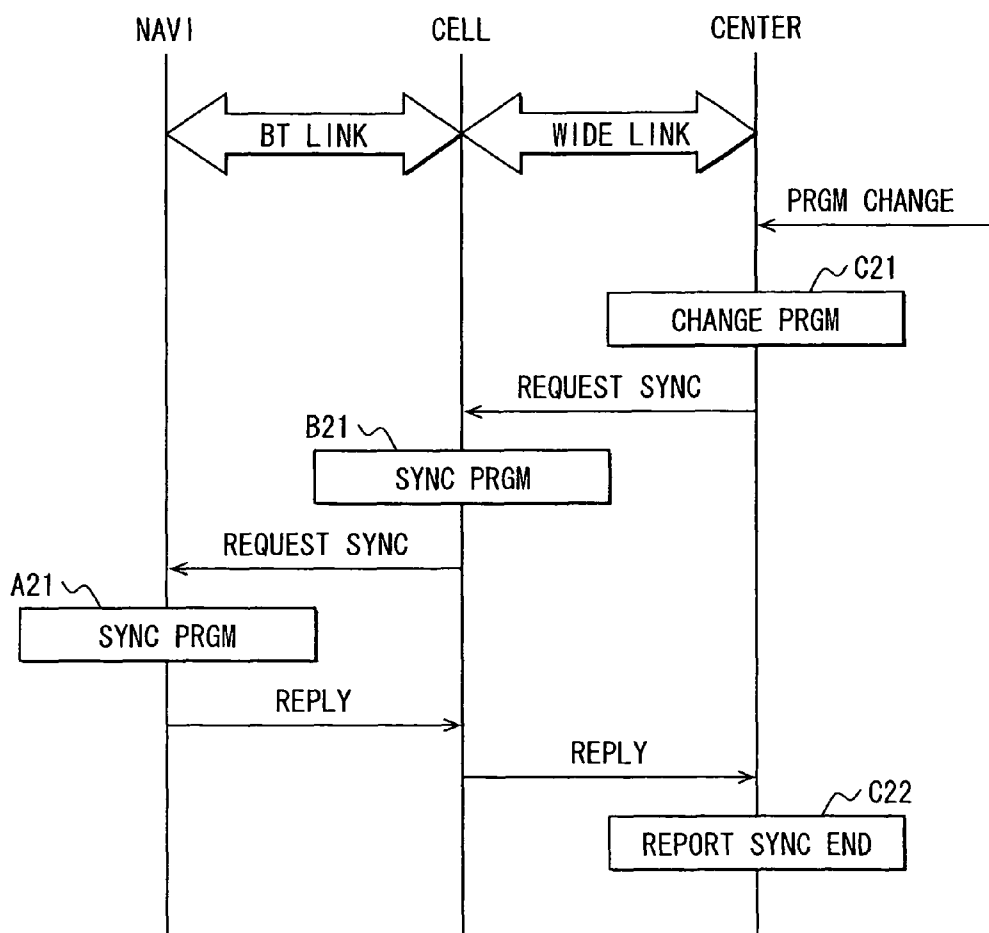 NAVI CELL CENTER
BT LINK WIDE LINK
PRGM CHANGE
C21
CHANGE PRGM
REQUEST SYNC
B21
SYNC PRGM
REQUEST SYNC
A21
SYNC PRGM
REPLY
REPLY
C22
REPORT SYNC END